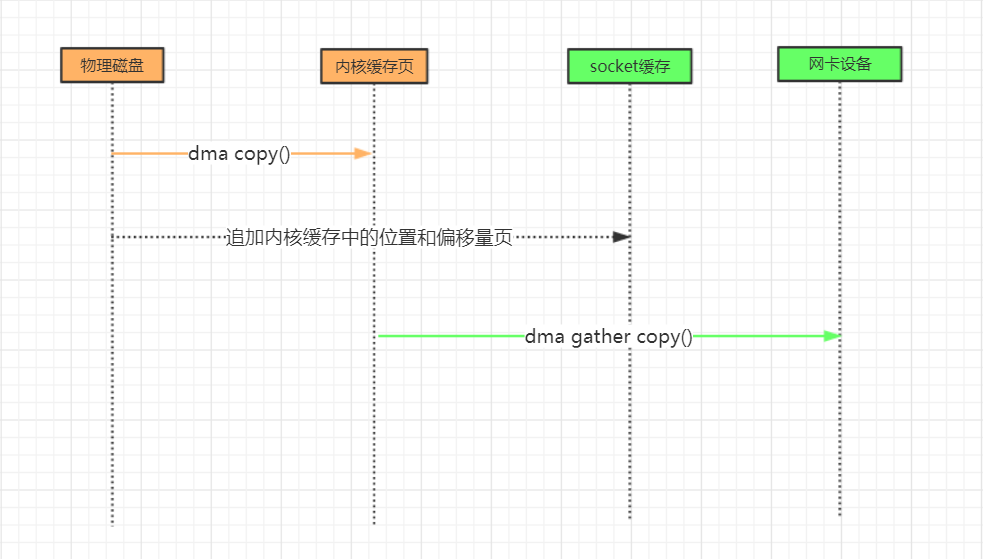 物理磁盘
内核缓存页
socket缓存
网卡设备
dma copy()
追加内核缓存中的位置和偏移量页
dma gather copy()